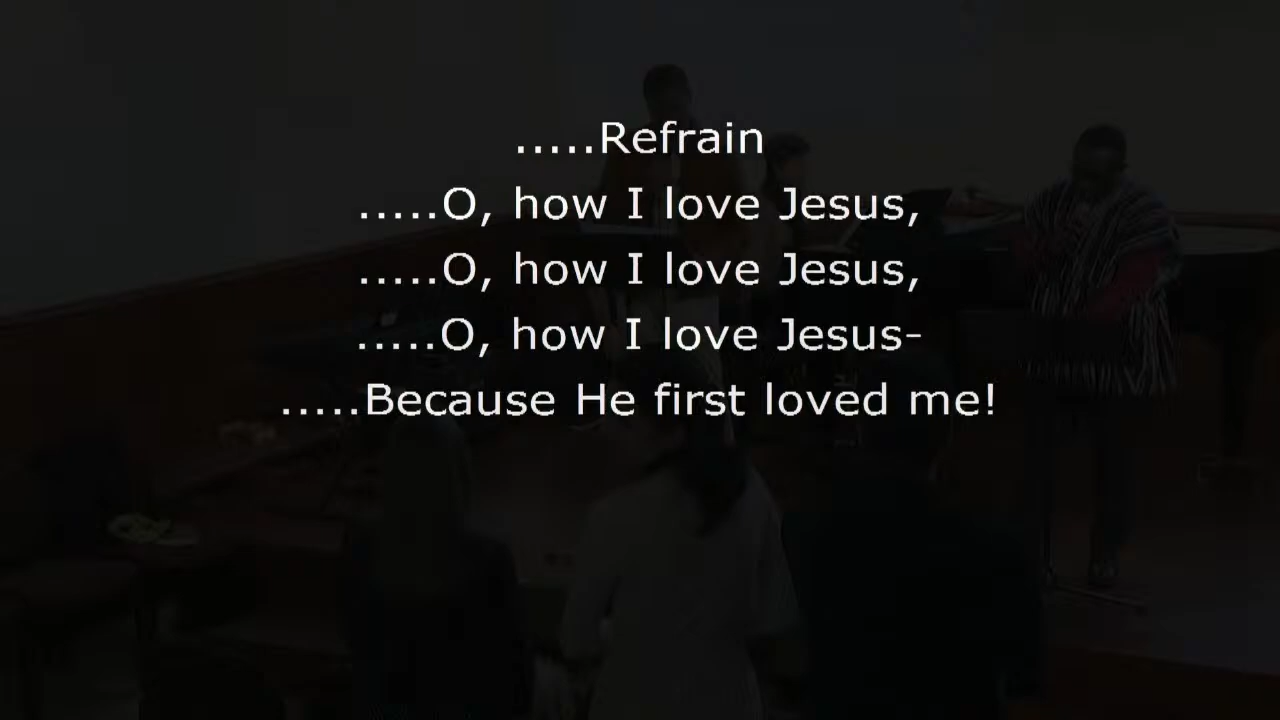 .....Refrain
.....O, how I love Jesus,
.....O, how I love Jesus,
.....O, how I love Jesus-
.....Because He first loved me!